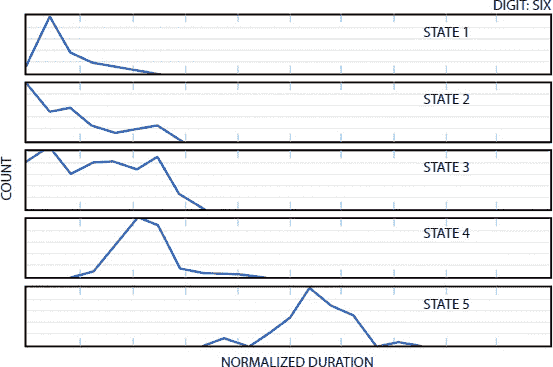 DIGIT: SIX
STATE 1
STATE 2
STATE 3
STATE 4
STATE 5
COUNT
NORMALIZED DURATION